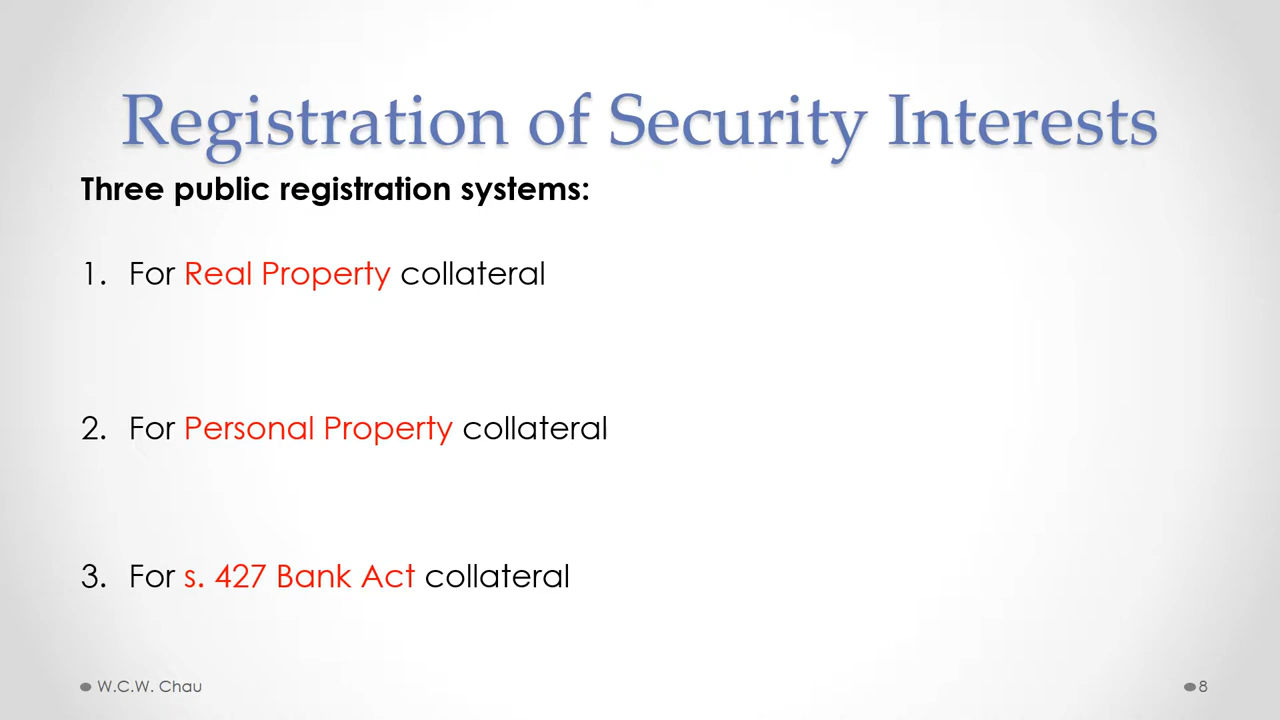 Registration of Security Interests
Three public registration systems:
1. For Real Property collateral
2. For Personal Property collateral
3. For s. 427 Bank Act collateral
W.C.W. Chau
8